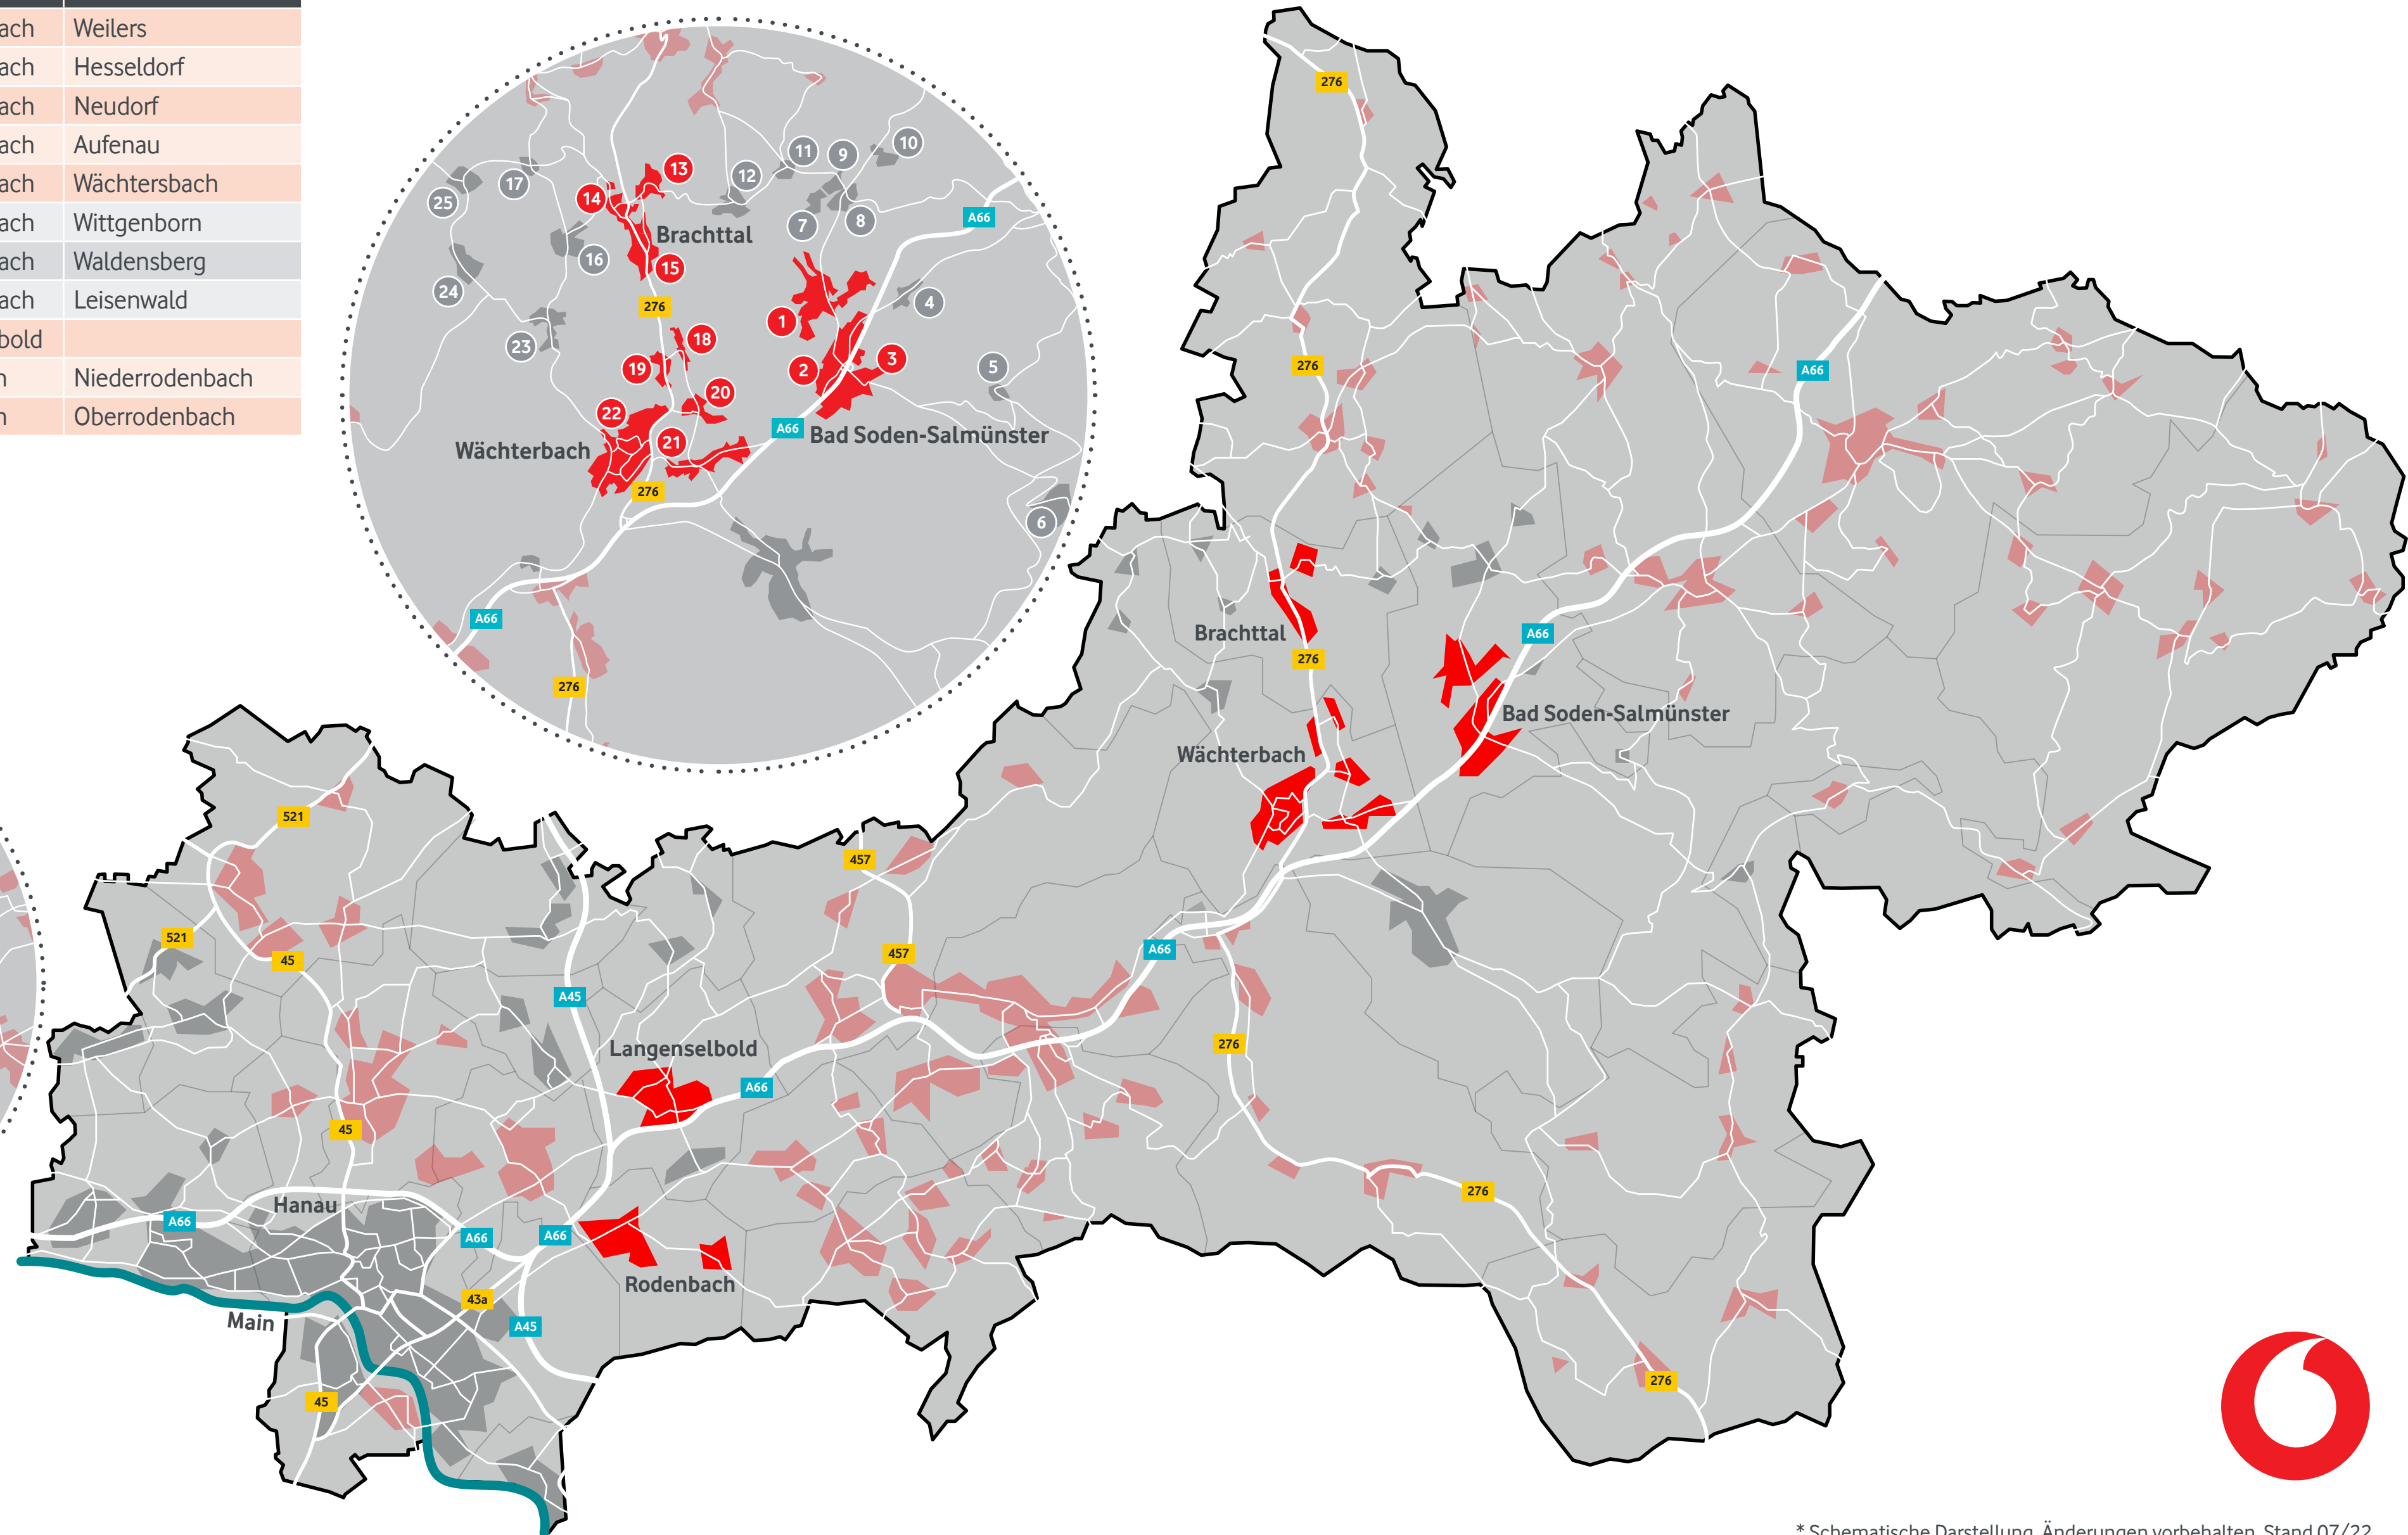 ach Weilers
ach Hesseldorf
ach Neudorf
ach Aufenau
ach Wächtersbach
ach Wittgenborn
ach Waldensberg
ach Leisenwald
bold
n Niederrodenbach
n Oberrodenbach
13
14
Brachttal
15
16
17
25
24
23
12
11
9
10
7
8
A66
276
1
4
18
19
2
3
5
20
22
21
A66
Bad Soden-Salmünster
Wächterbach
276
6
A66
276
276
276
A66
Brachttal
276
A66
Bad Soden-Salmünster
Wächterbach
521
457
521
45
457
A66
A45
Langenselbold
A66
276
45
Hanau
A66
A66
A66
276
Rodenbach
43a
Main
A45
45
276
* Schematische Darstellung. Änderungen vorbehalten. Stand 07/22